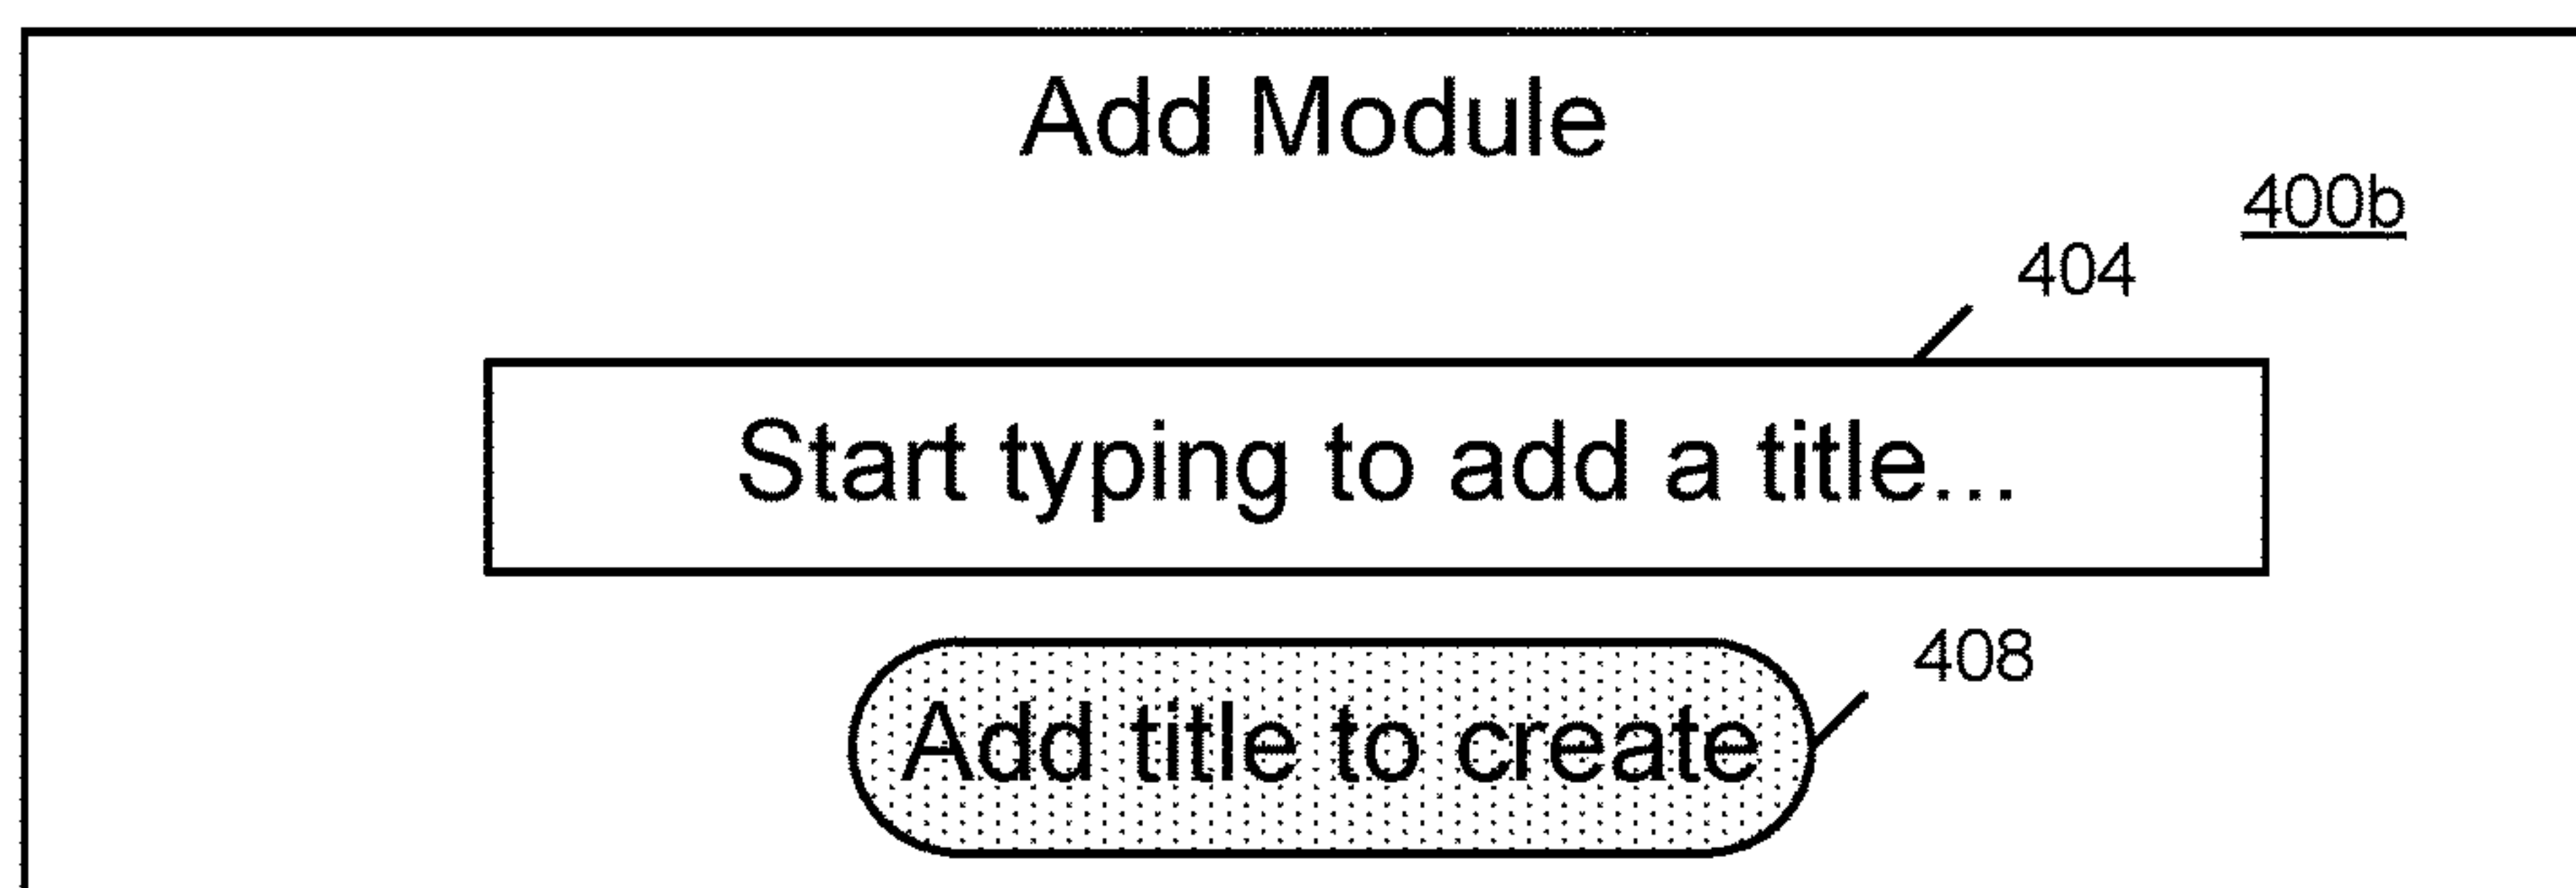 Add Module
400b
404
Start typing to add a title...
408
Add title to create